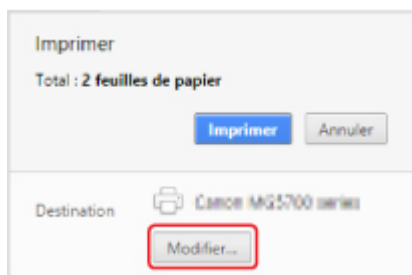 Imprimer
Total : 2 feuilles de papier
Imprimer Annuler
Destination Canon MG5700 series
Modifier...